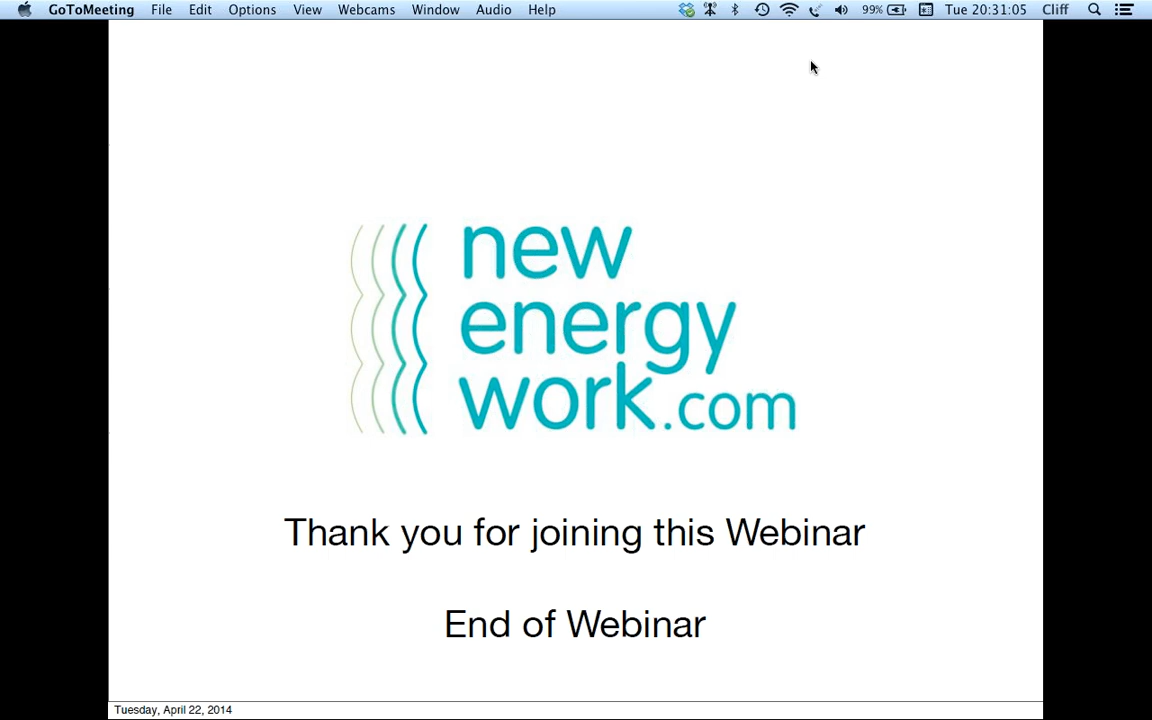 GoToMeeting File Edit Options View Webcams Window Audio Help 99% Tue 20:31:05 Cliff
new
energy
work.com
Thank you for joining this Webinar
End of Webinar
Tuesday, April 22, 2014